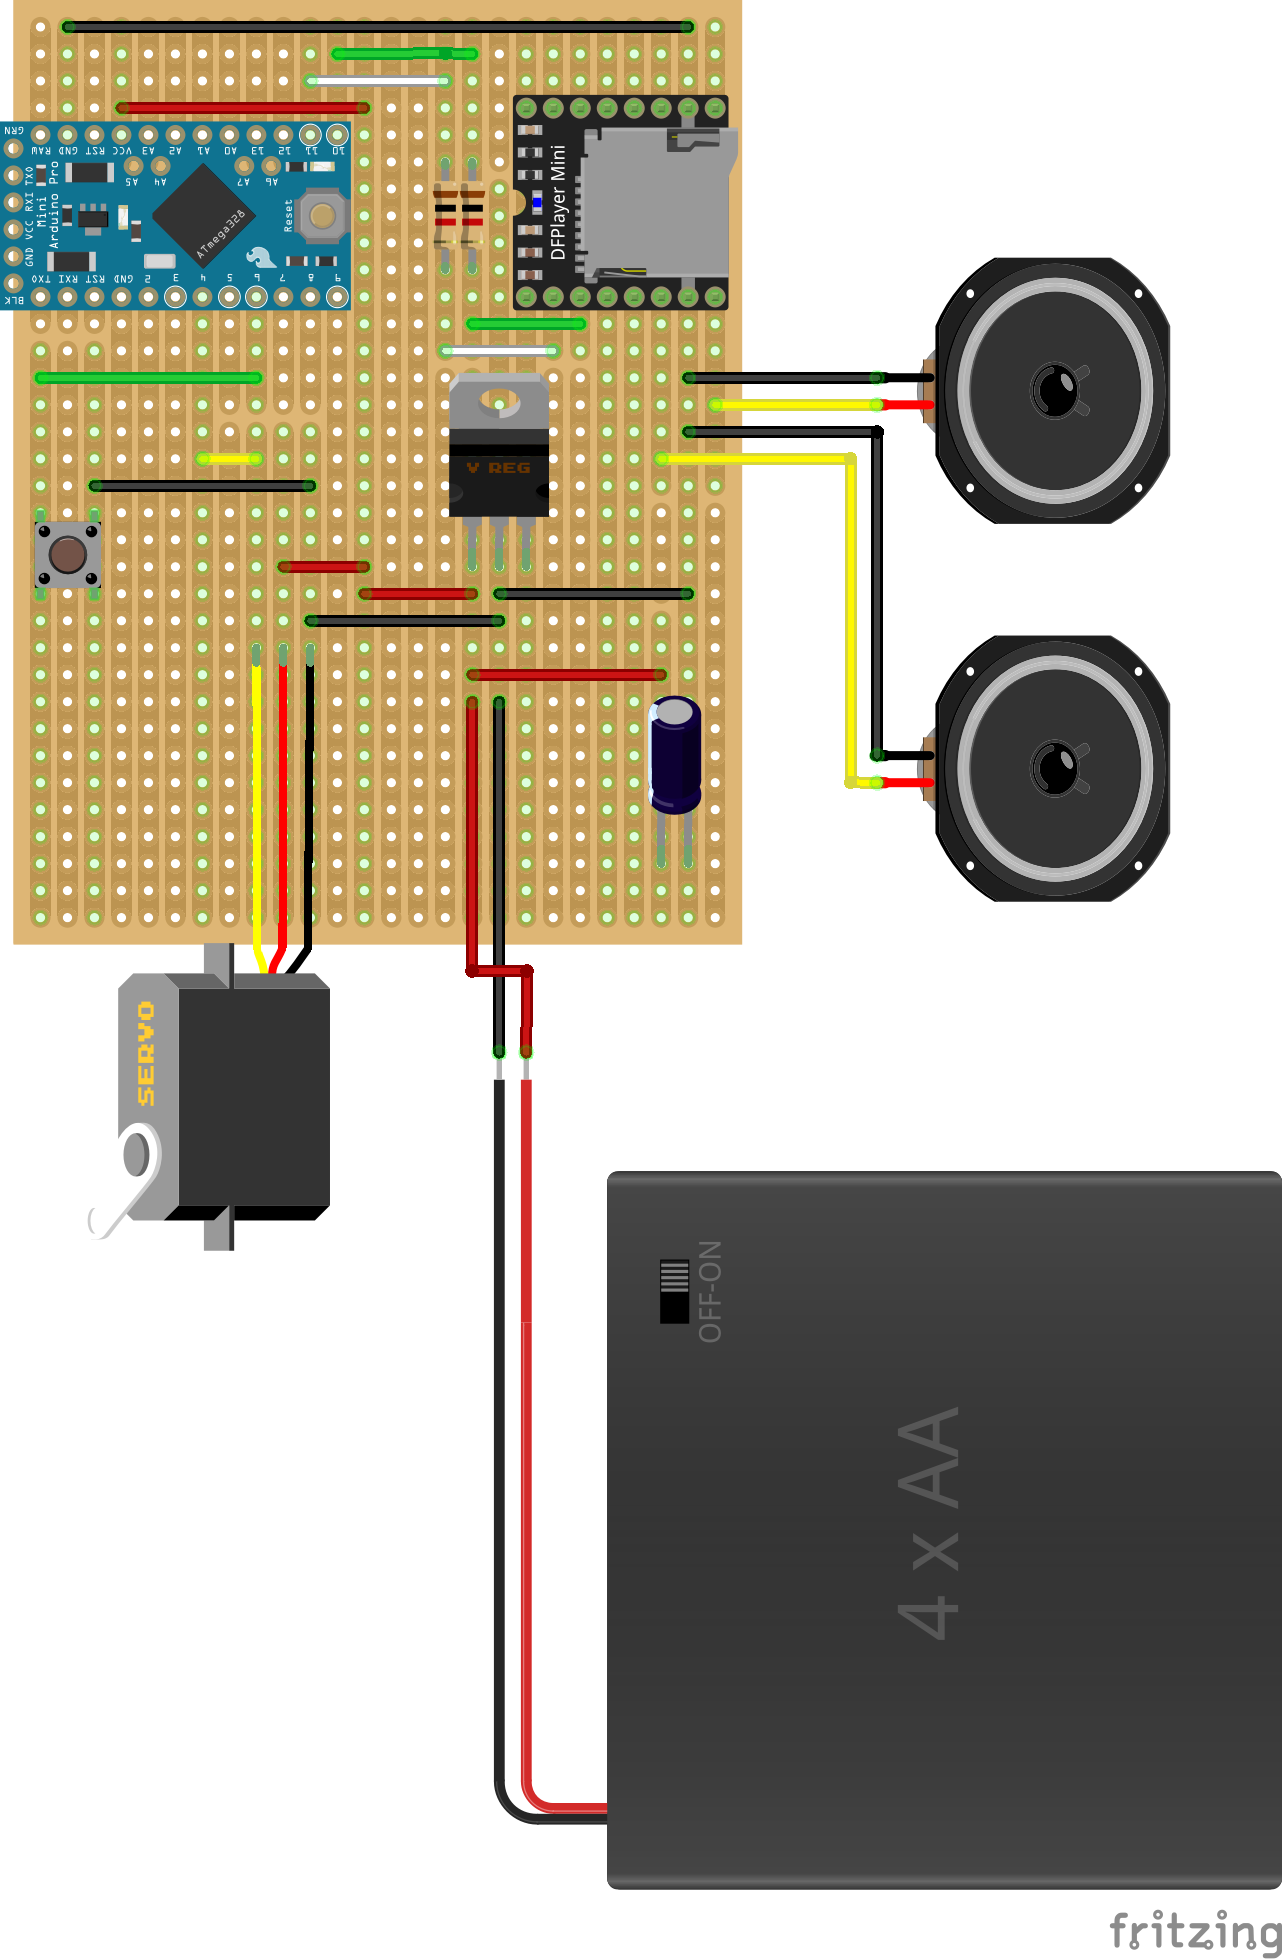 GRN
RAW GND RST VCC A3 A2 A1 A0 13 12 11 10
A5 A4 A7 A6
TXO
RXI
VCC
GND
BLK
Arduino Pro
Mini
ATmega328
Reset
TXO RXI RST GND 2 3 4 5 6 7 8 9
DFPlayer Mini
V REG
SERVO
OFF-ON
4 x AA
fritzing